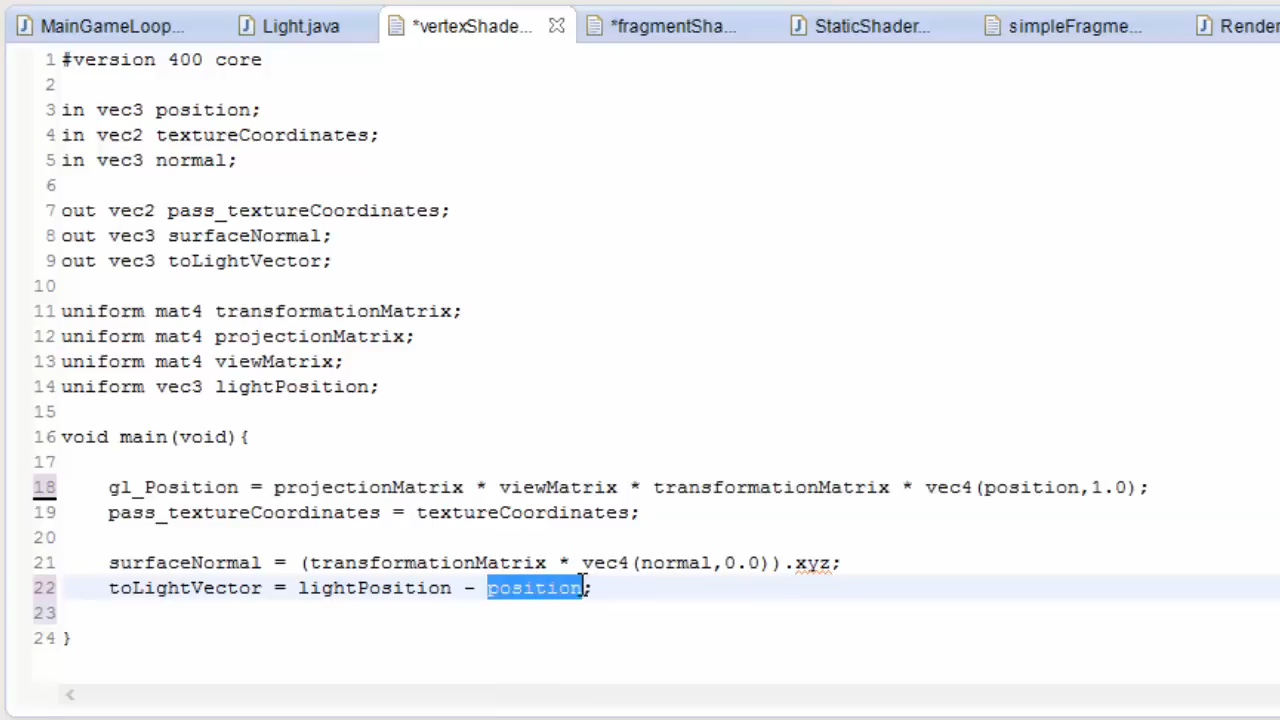 MainGameLoop... Light.java *vertexShade... *fragmentSha... StaticShader... simpleFragme... Render
1 #version 400 core
2
3 in vec3 position;
4 in vec2 textureCoordinates;
5 in vec3 normal;
6
7 out vec2 pass_textureCoordinates;
8 out vec3 surfaceNormal;
9 out vec3 toLightVector;
10
11 uniform mat4 transformationMatrix;
12 uniform mat4 projectionMatrix;
13 uniform mat4 viewMatrix;
14 uniform vec3 lightPosition;
15
16 void main(void){
17
18 gl_Position = projectionMatrix * viewMatrix * transformationMatrix * vec4(position,1.0);
19 pass_textureCoordinates = textureCoordinates;
20
21 surfaceNormal = (transformationMatrix * vec4(normal,0.0)).xyz;
22 toLightVector = lightPosition - position;
23
24 }